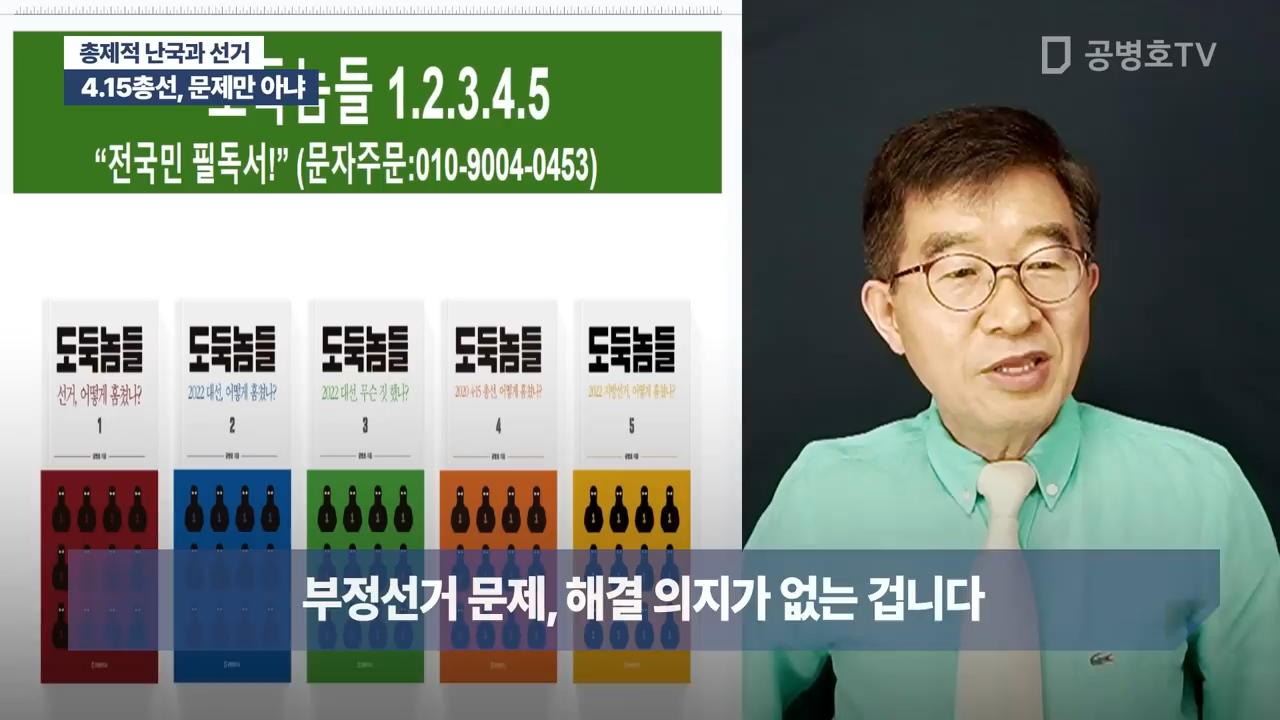 총제적 난국과 선거
4.15총선, 문제만 아냐
공병호TV
도둑놈들 1.2.3.4.5
“전국민 필독서!” (문자주문:010-9004-0453)
도둑놈들
선거, 어떻게 훔쳤나?
1
도둑놈들
2022 대선, 어떻게 훔쳤나?
2
도둑놈들
2022 대선, 무슨 짓 했나?
3
도둑놈들
2020 4·15 총선, 어떻게 훔쳤나?
4
도둑놈들
2022 지방선거, 어떻게 훔쳤나?
5
부정선거 문제, 해결 의지가 없는 겁니다